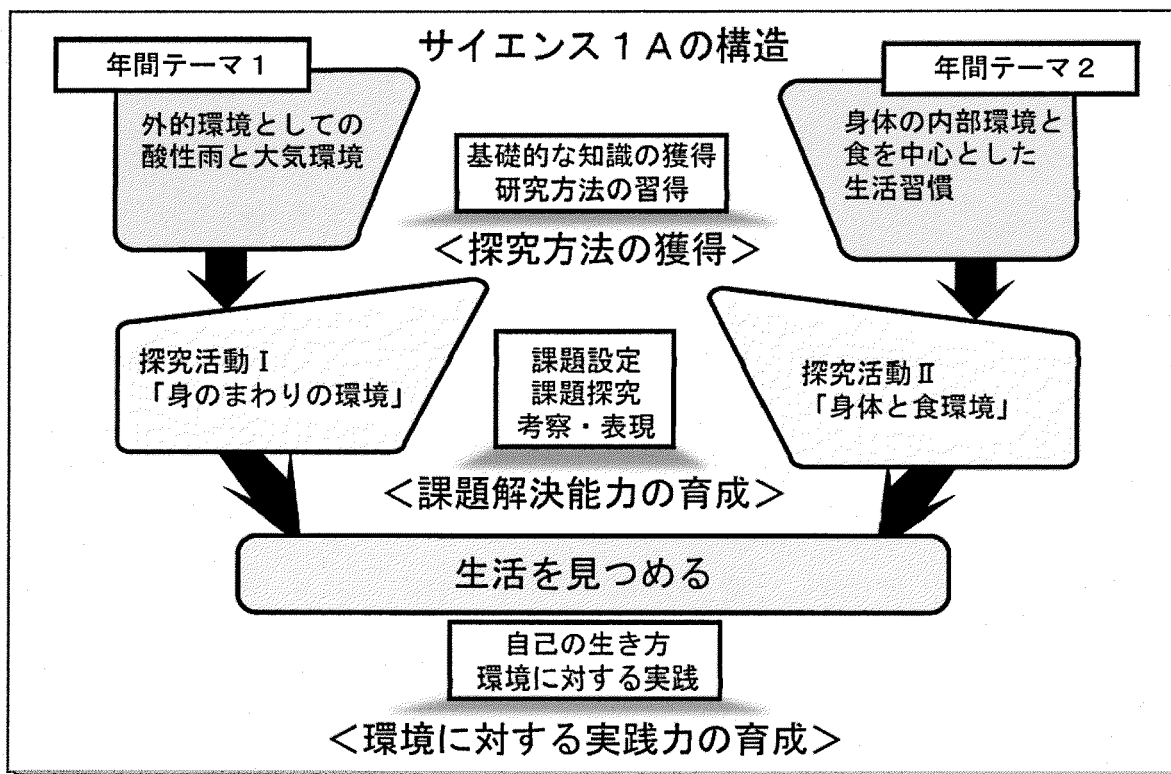 サイエンス１Ａの構造
年間テーマ１
外的環境としての
酸性雨と大気環境
年間テーマ２
身体の内部環境と
食を中心とした
生活習慣
基礎的な知識の獲得
研究方法の習得
＜探究方法の獲得＞
探究活動Ⅰ
「身のまわりの環境」
課題設定
課題探究
考察・表現
探究活動Ⅱ
「身体と食環境」
＜課題解決能力の育成＞
生活を見つめる
自己の生き方
環境に対する実践
＜環境に対する実践力の育成＞